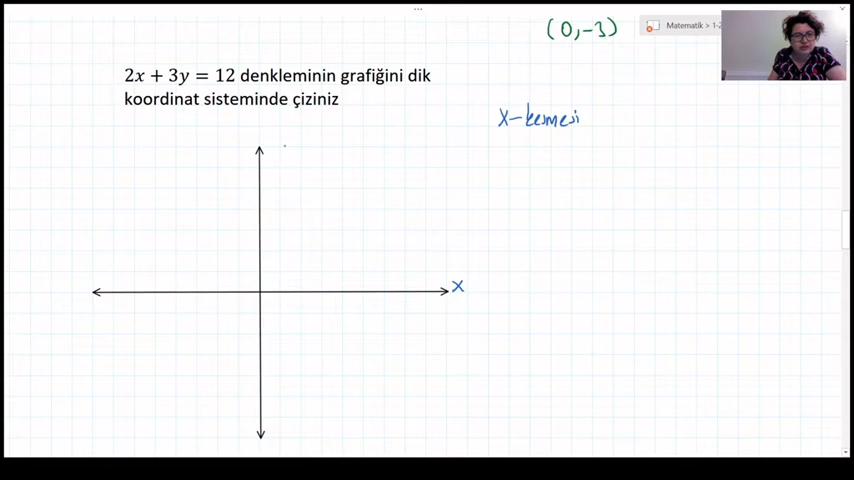 (0,-3)
Matematik > 1-2
2x + 3y = 12 denkleminin grafiğini dik
koordinat sisteminde çiziniz
x-kesmesi
x